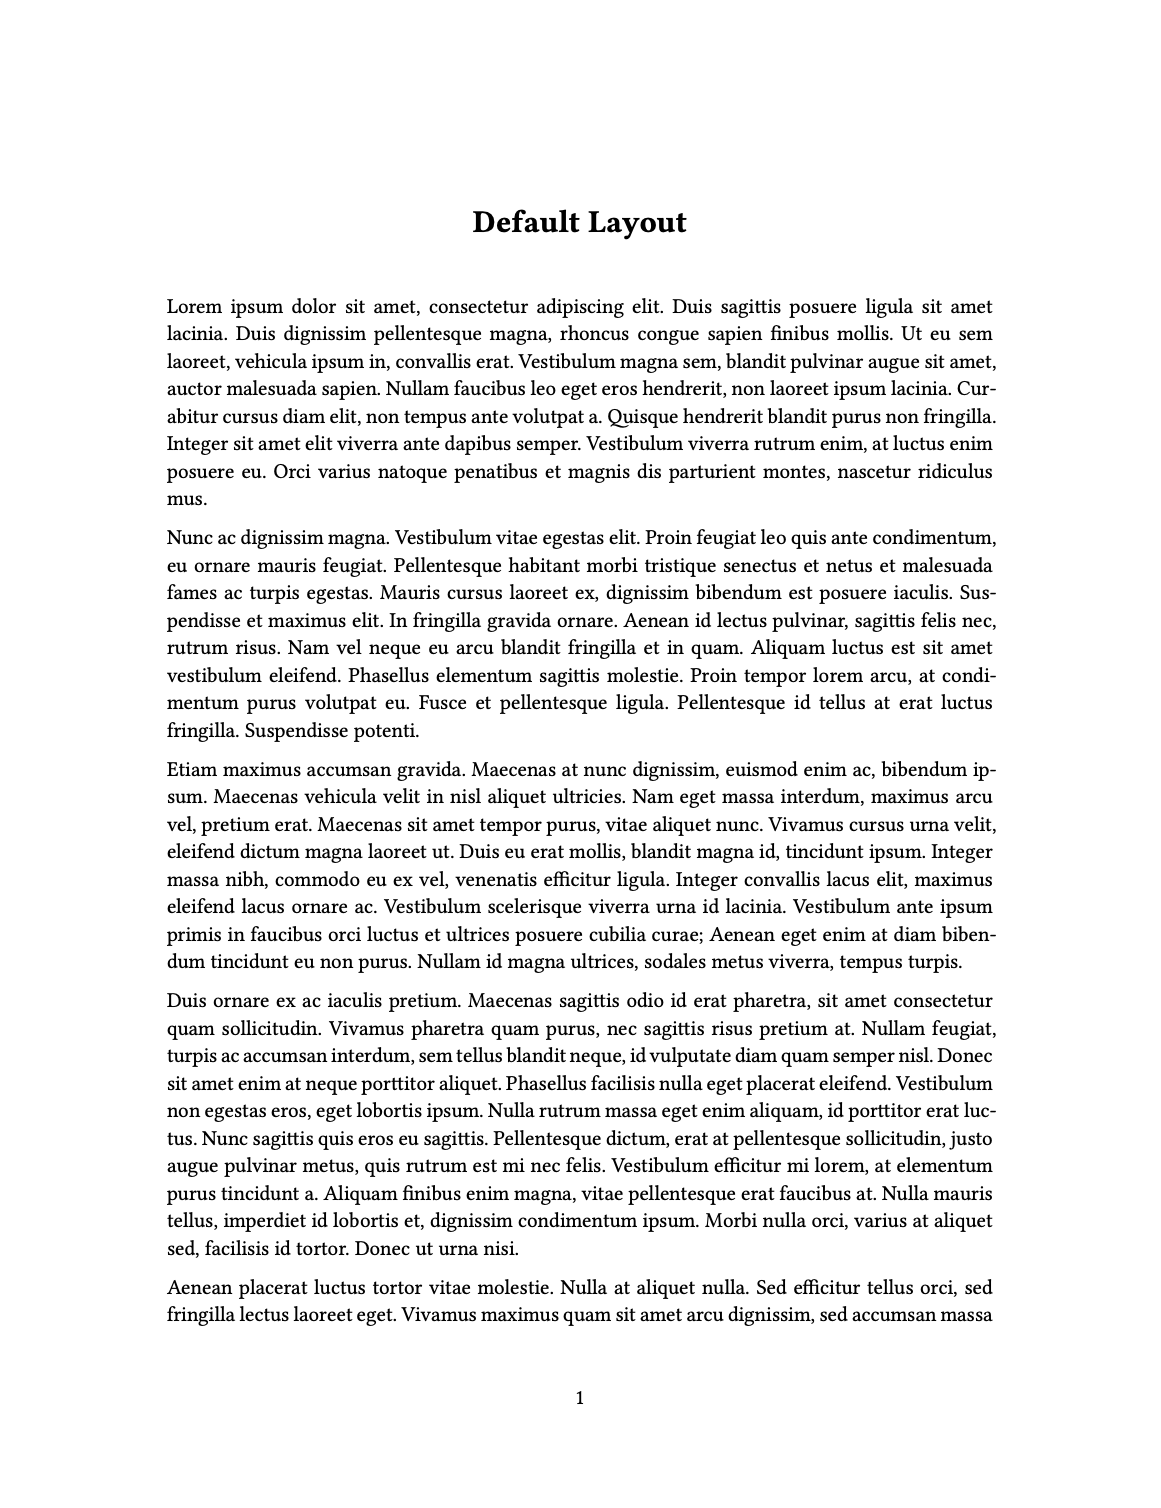 Default Layout
Lorem ipsum dolor sit amet, consectetur adipiscing elit. Duis sagittis posuere ligula sit amet
lacinia. Duis dignissim pellentesque magna, rhoncus congue sapien finibus mollis. Ut eu sem
laoreet, vehicula ipsum in, convallis erat. Vestibulum magna sem, blandit pulvinar augue sit amet,
auctor malesuada sapien. Nullam faucibus leo eget eros hendrerit, non laoreet ipsum lacinia. Cur-
abitur cursus diam elit, non tempus ante volutpat a. Quisque hendrerit blandit purus non fringilla.
Integer sit amet elit viverra ante dapibus semper. Vestibulum viverra rutrum enim, at luctus enim
posuere eu. Orci varius natoque penatibus et magnis dis parturient montes, nascetur ridiculus
mus.
Nunc ac dignissim magna. Vestibulum vitae egestas elit. Proin feugiat leo quis ante condimentum,
eu ornare mauris feugiat. Pellentesque habitant morbi tristique senectus et netus et malesuada
fames ac turpis egestas. Mauris cursus laoreet ex, dignissim bibendum est posuere iaculis. Sus-
pendisse et maximus elit. In fringilla gravida ornare. Aenean id lectus pulvinar, sagittis felis nec,
rutrum risus. Nam vel neque eu arcu blandit fringilla et in quam. Aliquam luctus est sit amet
vestibulum eleifend. Phasellus elementum sagittis molestie. Proin tempor lorem arcu, at condi-
mentum purus volutpat eu. Fusce et pellentesque ligula. Pellentesque id tellus at erat luctus
fringilla. Suspendisse potenti.
Etiam maximus accumsan gravida. Maecenas at nunc dignissim, euismod enim ac, bibendum ip-
sum. Maecenas vehicula velit in nisl aliquet ultricies. Nam eget massa interdum, maximus arcu
vel, pretium erat. Maecenas sit amet tempor purus, vitae aliquet nunc. Vivamus cursus urna velit,
eleifend dictum magna laoreet ut. Duis eu erat mollis, blandit magna id, tincidunt ipsum. Integer
massa nibh, commodo eu ex vel, venenatis efficitur ligula. Integer convallis lacus elit, maximus
eleifend lacus ornare ac. Vestibulum scelerisque viverra urna id lacinia. Vestibulum ante ipsum
primis in faucibus orci luctus et ultrices posuere cubilia curae; Aenean eget enim at diam biben-
dum tincidunt eu non purus. Nullam id magna ultrices, sodales metus viverra, tempus turpis.
Duis ornare ex ac iaculis pretium. Maecenas sagittis odio id erat pharetra, sit amet consectetur
quam sollicitudin. Vivamus pharetra quam purus, nec sagittis risus pretium at. Nullam feugiat,
turpis ac accumsan interdum, sem tellus blandit neque, id vulputate diam quam semper nisl. Donec
sit amet enim at neque porttitor aliquet. Phasellus facilisis nulla eget placerat eleifend. Vestibulum
non egestas eros, eget lobortis ipsum. Nulla rutrum massa eget enim aliquam, id porttitor erat luc-
tus. Nunc sagittis quis eros eu sagittis. Pellentesque dictum, erat at pellentesque sollicitudin, justo
augue pulvinar metus, quis rutrum est mi nec felis. Vestibulum efficitur mi lorem, at elementum
purus tincidunt a. Aliquam finibus enim magna, vitae pellentesque erat faucibus at. Nulla mauris
tellus, imperdiet id lobortis et, dignissim condimentum ipsum. Morbi nulla orci, varius at aliquet
sed, facilisis id tortor. Donec ut urna nisi.
Aenean placerat luctus tortor vitae molestie. Nulla at aliquet nulla. Sed efficitur tellus orci, sed
fringilla lectus laoreet eget. Vivamus maximus quam sit amet arcu dignissim, sed accumsan massa
1